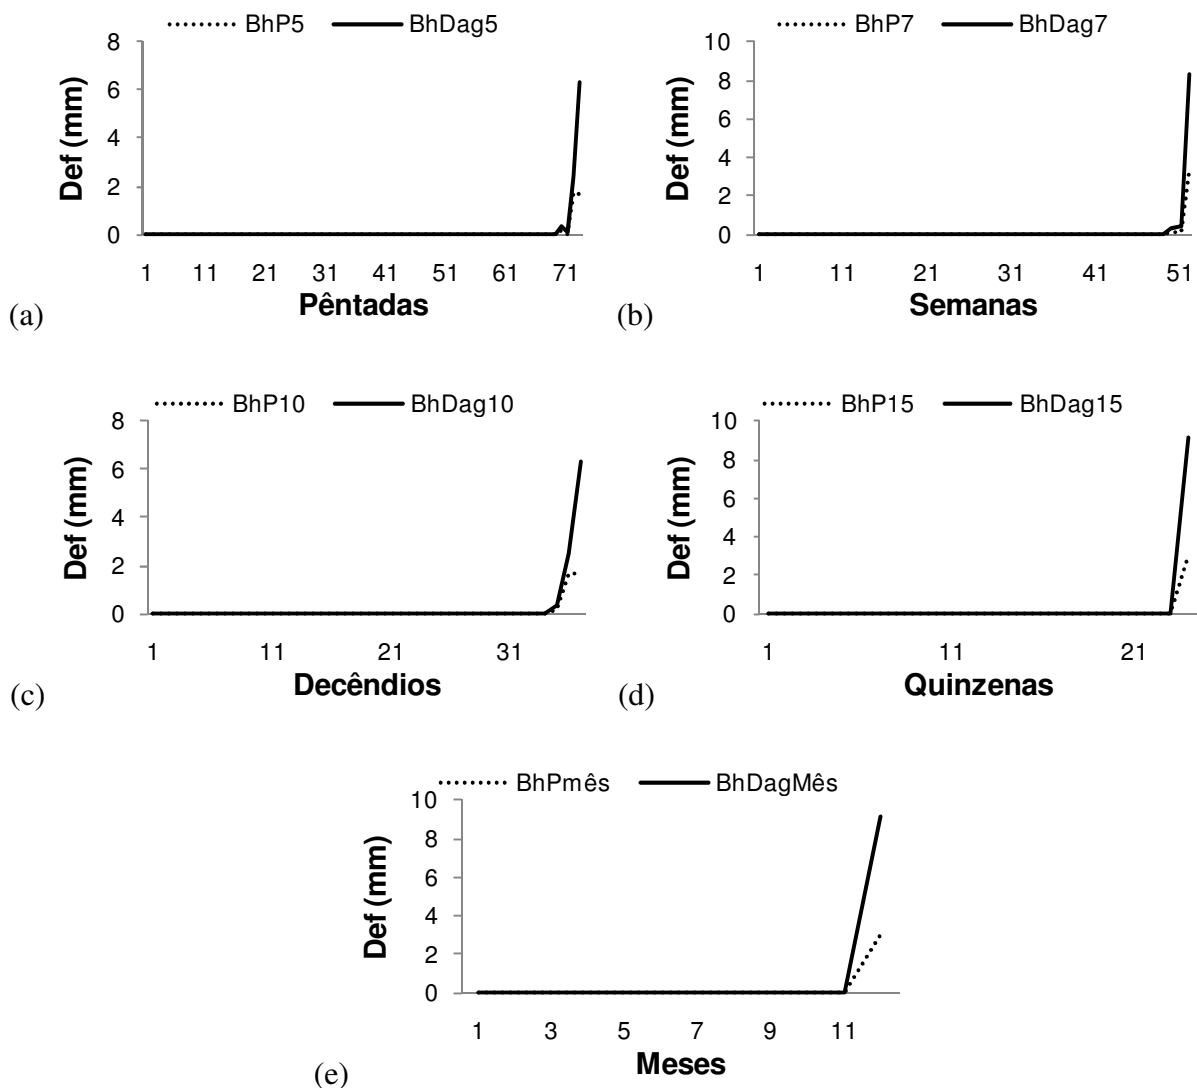 BhP5 BhDag5
8
6
4
2
0
Def (mm)
1 11 21 31 41 51 61 71
Pêntadas
(a)
BhP7 BhDag7
10
8
6
4
2
0
Def (mm)
1 11 21 31 41 51
Semanas
(b)
BhP10 BhDag10
8
6
4
2
0
Def (mm)
1 11 21 31
Decêndios
(c)
BhP15 BhDag15
10
8
6
4
2
0
Def (mm)
1 11 21
Quinzenas
(d)
BhPmês BhDagMês
10
8
6
4
2
0
Def (mm)
1 3 5 7 9 11
Meses
(e)